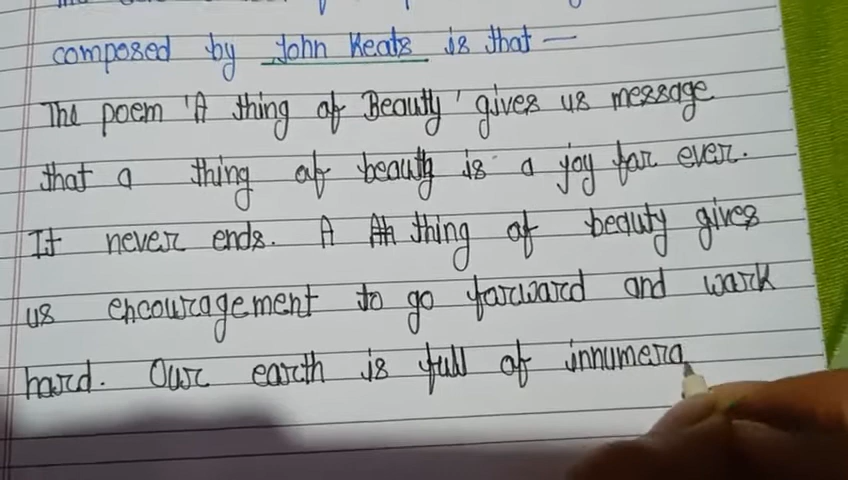 composed by John Keats is that —
The poem 'A thing of Beauty' gives us message
that a thing of beauty is a joy for ever.
It never ends. A Ah thing of beauty gives
us encouragement to go forward and work
hard. Our earth is full of innumera